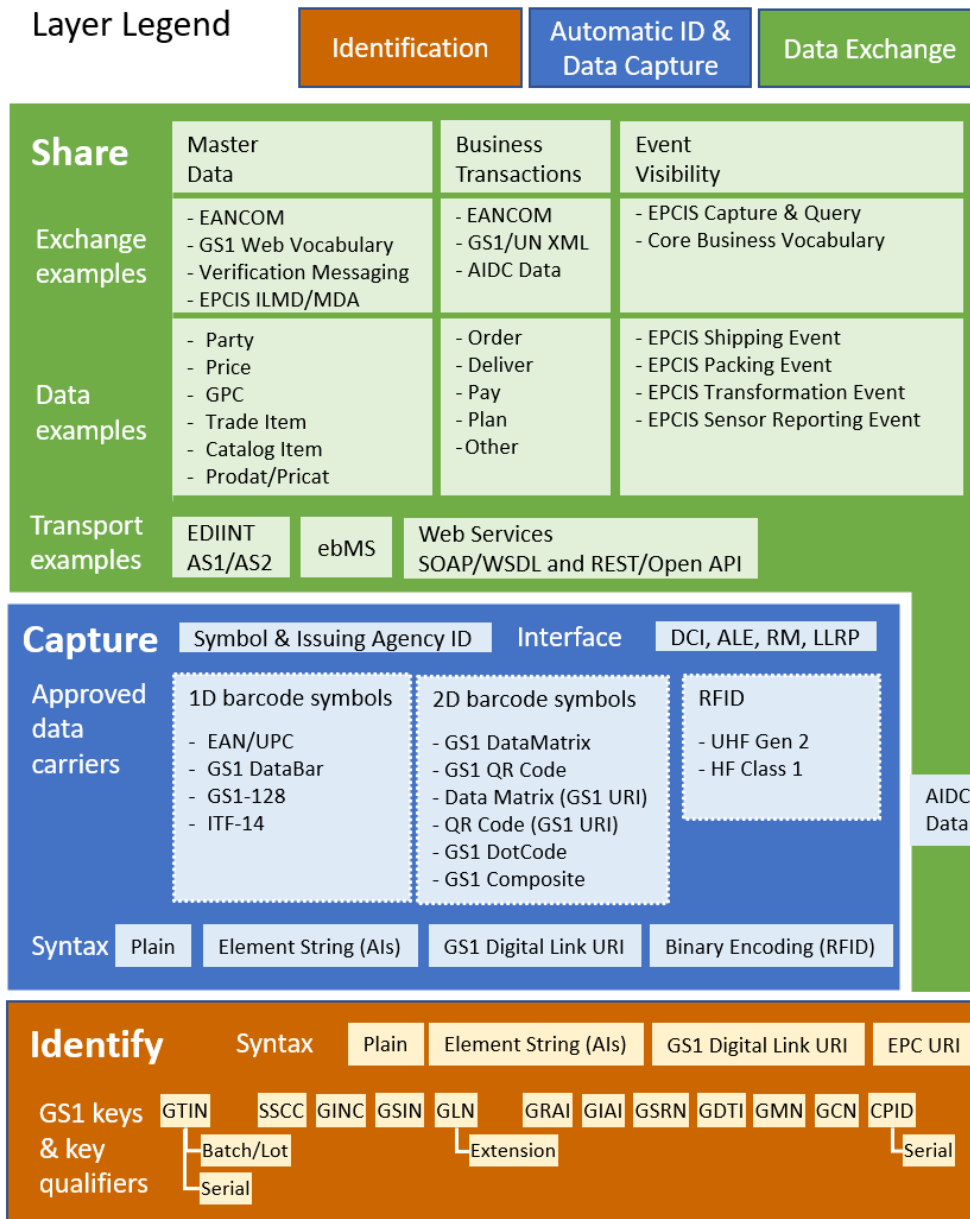 Layer Legend
Identification
Automatic ID &
Data Capture
Data Exchange
Share
Master
Data
Business
Transactions
Event
Visibility
Exchange
examples
- EANCOM
- GS1 Web Vocabulary
- Verification Messaging
- EPCIS ILMD/MDA
- EANCOM
- GS1/UN XML
- AIDC Data
- EPCIS Capture & Query
- Core Business Vocabulary
Data
examples
- Party
- Price
- GPC
- Trade Item
- Catalog Item
- Prodat/Pricat
- Order
- Deliver
- Pay
- Plan
-Other
- EPCIS Shipping Event
- EPCIS Packing Event
- EPCIS Transformation Event
- EPCIS Sensor Reporting Event
Transport
examples
EDIINT
AS1/AS2
ebMS
Web Services
SOAP/WSDL and REST/Open API
Capture
Symbol & Issuing Agency ID
Interface
DCI, ALE, RM, LLRP
Approved
data
carriers
1D barcode symbols
- EAN/UPC
- GS1 DataBar
- GS1-128
- ITF-14
2D barcode symbols
- GS1 DataMatrix
- GS1 QR Code
- Data Matrix (GS1 URI)
- QR Code (GS1 URI)
- GS1 DotCode
- GS1 Composite
RFID
- UHF Gen 2
- HF Class 1
AIDC
Data
Syntax
Plain
Element String (AIs)
GS1 Digital Link URI
Binary Encoding (RFID)
Identify
Syntax
Plain
Element String (AIs)
GS1 Digital Link URI
EPC URI
GS1 keys
& key
qualifiers
GTIN
SSCC
GINC
GSIN
GLN
GRAI
GIAI
GSRN
GDTI
GMN
GCN
CPID
Batch/Lot
Extension
Serial
Serial